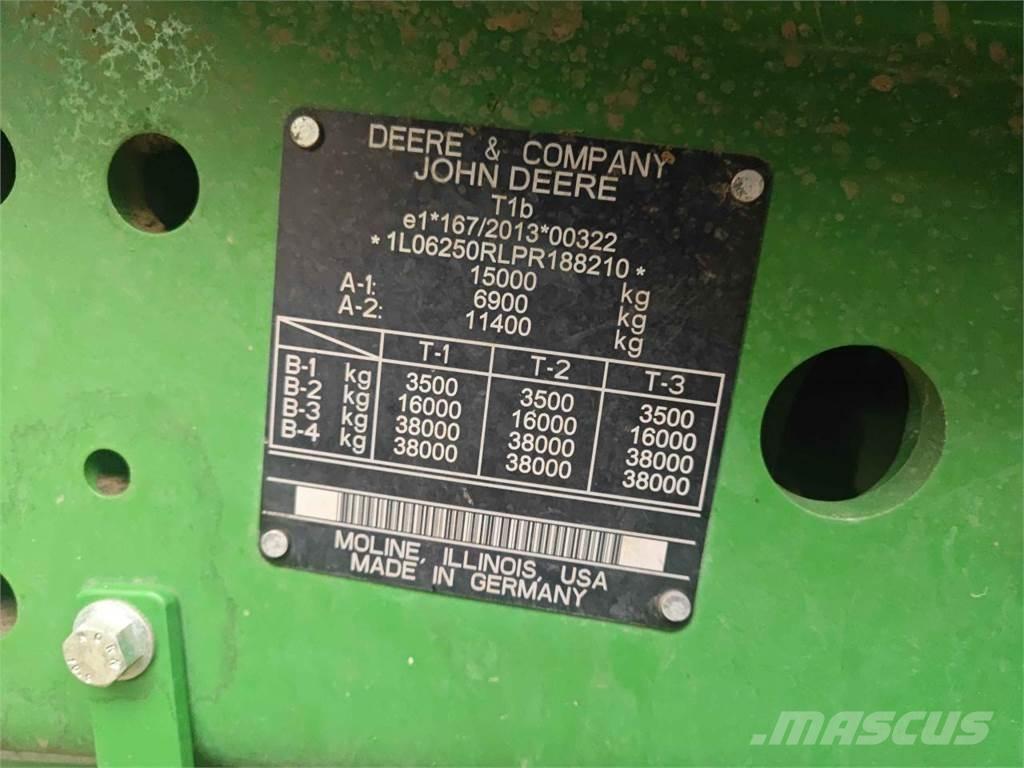 DEERE & COMPANY
JOHN DEERE
T1b
e1*167/2013*00322
*1L06250RLPR188210*
15000 kg
A-1: 6900 kg
A-2: 11400 kg
T-1 T-2 T-3
B-1 kg 3500 3500 3500
B-2 kg 16000 16000 16000
B-3 kg 38000 38000 38000
B-4 kg 38000 38000 38000
MOLINE, ILLINOIS, USA
MADE IN GERMANY
MASCUS